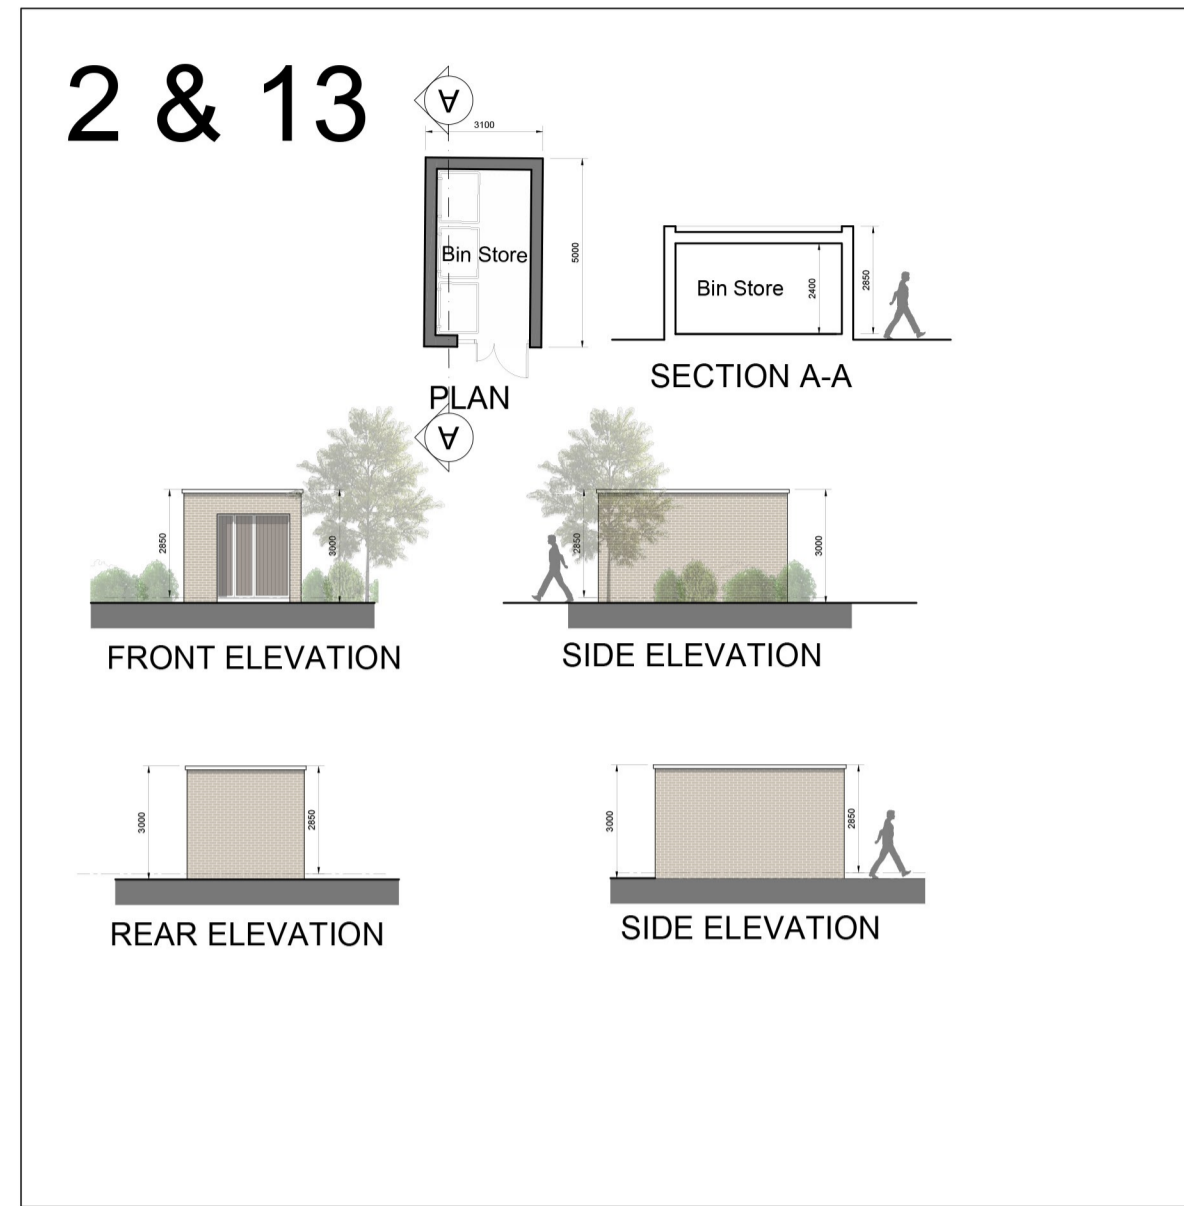 2 & 13
A
3100
Bin Store
5000
PLAN
A
Bin Store
2400
2850
SECTION A-A
2850
3000
FRONT ELEVATION
2850
3000
SIDE ELEVATION
3000
2850
REAR ELEVATION
3000
2850
SIDE ELEVATION